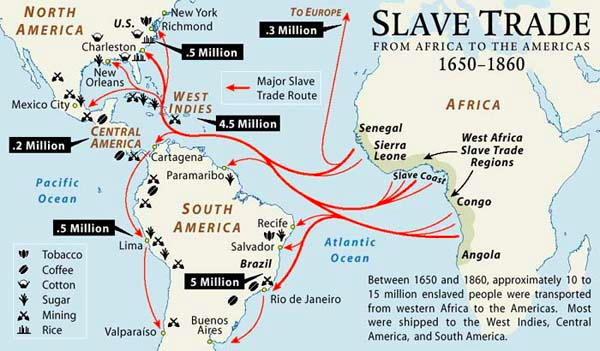 SLAVE TRADE
FROM AFRICA TO THE AMERICAS
1650–1860
NORTH
AMERICA
U.S.
New York
Richmond
Charleston
.5 Million
New
Orleans
Mexico City
WEST
INDIES
4.5 Million
.2 Million
CENTRAL
AMERICA
TO EUROPE
.3 Million
Major Slave
Trade Route
AFRICA
Senegal
Sierra
Leone
West Africa
Slave Trade
Regions
Slave Coast
Congo
Angola
Cartagena
Paramaribo
Pacific
Ocean
SOUTH
AMERICA
Recife
Salvador
Brazil
Atlantic
Ocean
.5 Million
Lima
5 Million
Rio de Janeiro
Valparaíso
Buenos
Aires
Tobacco
Coffee
Cotton
Sugar
Mining
Rice
Between 1650 and 1860, approximately 10 to
15 million enslaved people were transported
from western Africa to the Americas. Most
were shipped to the West Indies, Central
America, and South America.